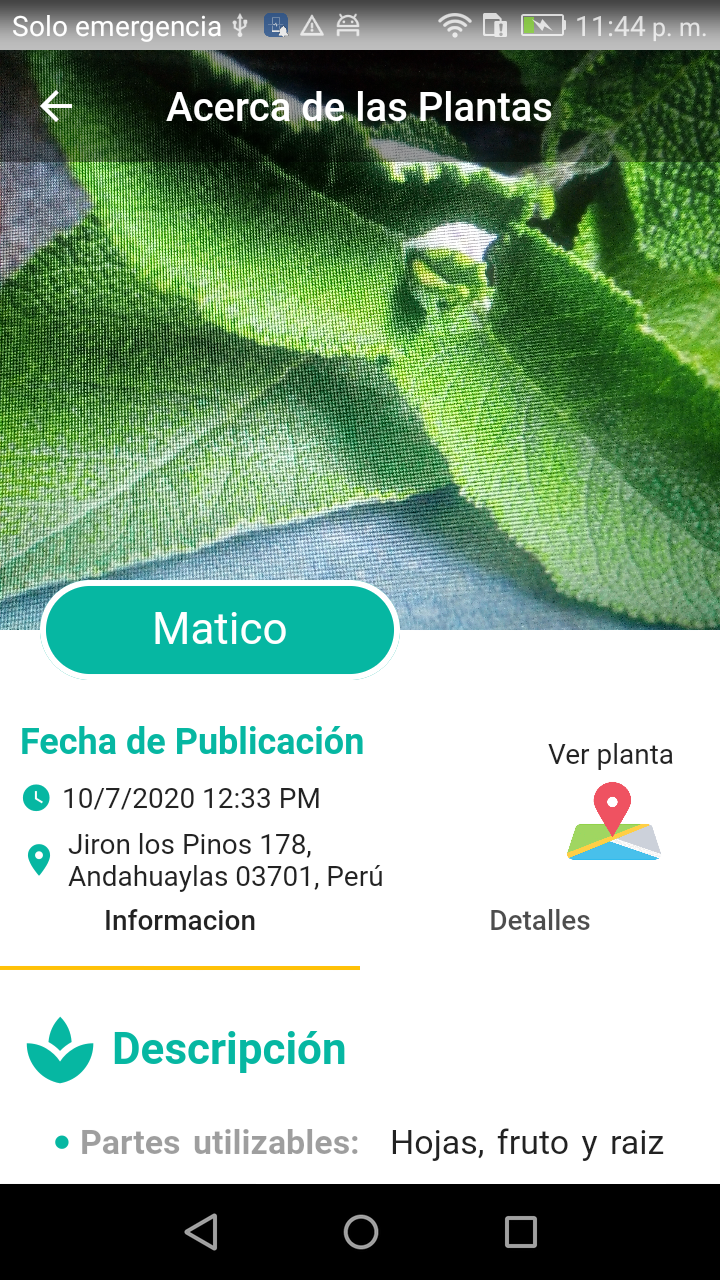 Solo emergencia 11:44 p. m.
Acerca de las Plantas
Matico
Fecha de Publicación
Ver planta
10/7/2020 12:33 PM
Jiron los Pinos 178,
Andahuaylas 03701, Perú
Informacion Detalles
Descripción
Partes utilizables: Hojas, fruto y raiz